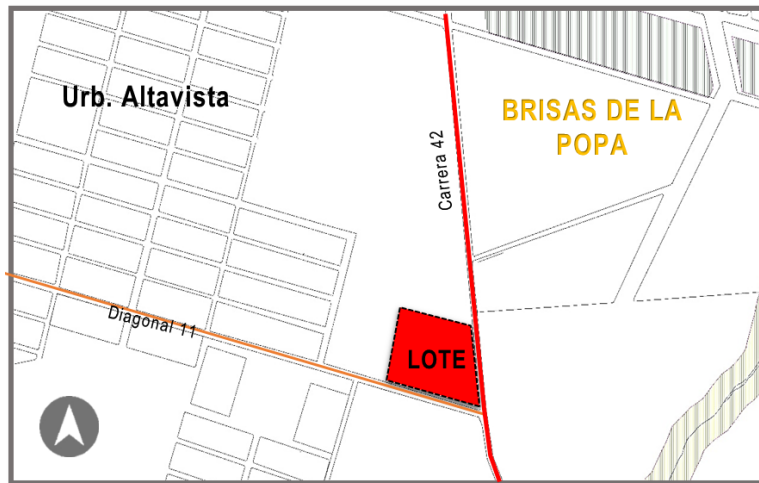 Urb. Altavista
BRISAS DE LA
POPA
Carrera 42
Diagonal 11
LOTE